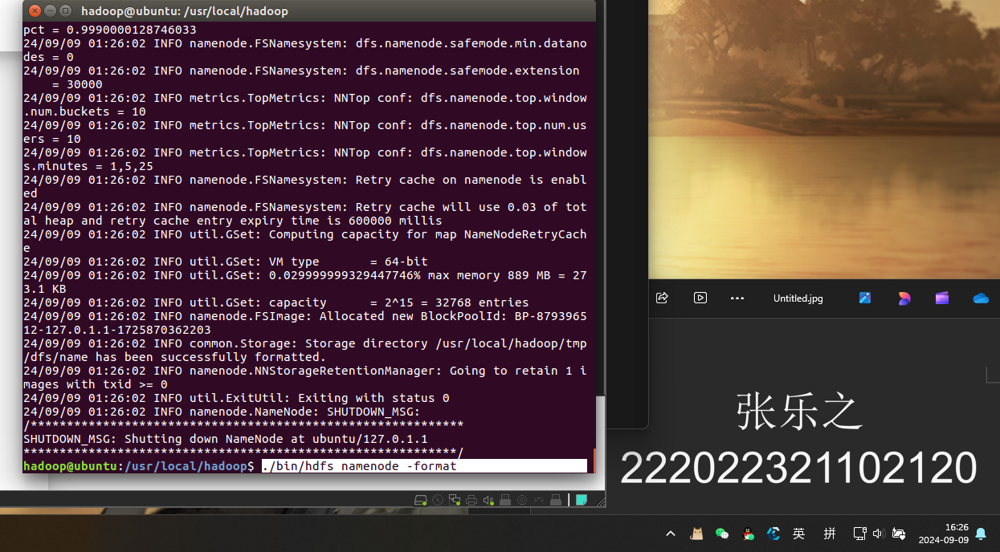 hadoop@ubuntu: /usr/local/hadoop
pct = 0.9990000128746033
24/09/09 01:26:02 INFO namenode.FSNamesystem: dfs.namenode.safemode.min.datano
des = 0
24/09/09 01:26:02 INFO namenode.FSNamesystem: dfs.namenode.safemode.extension
    = 30000
24/09/09 01:26:02 INFO metrics.TopMetrics: NNTop conf: dfs.namenode.top.window
.num.buckets = 10
24/09/09 01:26:02 INFO metrics.TopMetrics: NNTop conf: dfs.namenode.top.num.us
ers = 10
24/09/09 01:26:02 INFO metrics.TopMetrics: NNTop conf: dfs.namenode.top.window
s.minutes = 1,5,25
24/09/09 01:26:02 INFO namenode.FSNamesystem: Retry cache on namenode is enabl
ed
24/09/09 01:26:02 INFO namenode.FSNamesystem: Retry cache will use 0.03 of tot
al heap and retry cache entry expiry time is 600000 millis
24/09/09 01:26:02 INFO util.GSet: Computing capacity for map NameNodeRetryCach
e
24/09/09 01:26:02 INFO util.GSet: VM type       = 64-bit
24/09/09 01:26:02 INFO util.GSet: 0.029999999329447746% max memory 889 MB = 27
3.1 KB
24/09/09 01:26:02 INFO util.GSet: capacity      = 2^15 = 32768 entries
24/09/09 01:26:02 INFO namenode.FSImage: Allocated new BlockPoolId: BP-8793965
12-127.0.1.1-1725870362203
24/09/09 01:26:02 INFO common.Storage: Storage directory /usr/local/hadoop/tmp
/dfs/name has been successfully formatted.
24/09/09 01:26:02 INFO namenode.NNStorageRetentionManager: Going to retain 1 i
mages with txid >= 0
24/09/09 01:26:02 INFO util.ExitUtil: Exiting with status 0
24/09/09 01:26:02 INFO namenode.NameNode: SHUTDOWN_MSG:
/************************************************************
SHUTDOWN_MSG: Shutting down NameNode at ubuntu/127.0.1.1
************************************************************/
hadoop@ubuntu:/usr/local/hadoop$ ./bin/hdfs namenode -format
Untitled.jpg
张乐之
222022321102120
英 拼 16:26
2024-09-09